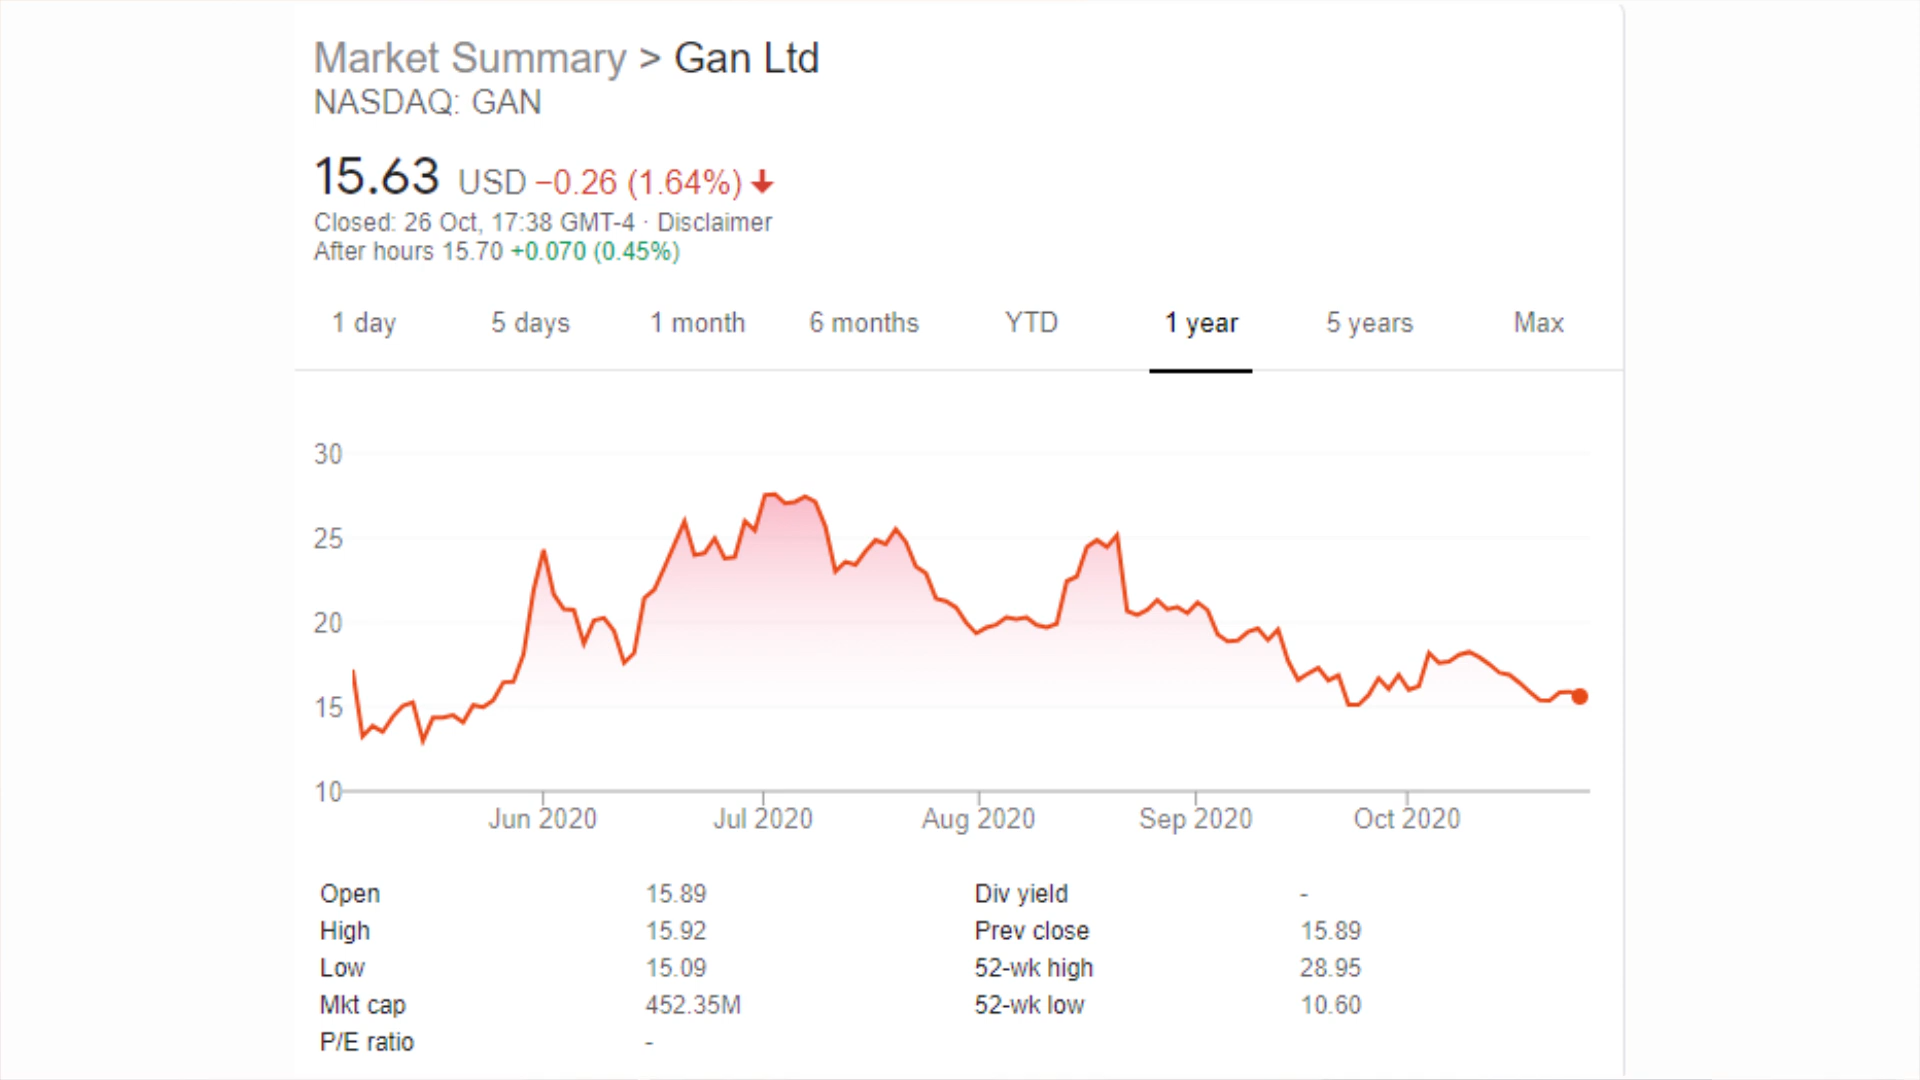 Market Summary > Gan Ltd
NASDAQ: GAN
15.63 USD −0.26 (1.64%)
Closed: 26 Oct, 17:38 GMT-4 · Disclaimer
After hours 15.70 +0.070 (0.45%)
1 day 5 days 1 month 6 months YTD 1 year 5 years Max
30
25
20
15
10
Jun 2020 Jul 2020 Aug 2020 Sep 2020 Oct 2020
Open 15.89 Div yield -
High 15.92 Prev close 15.89
Low 15.09 52-wk high 28.95
Mkt cap 452.35M 52-wk low 10.60
P/E ratio -